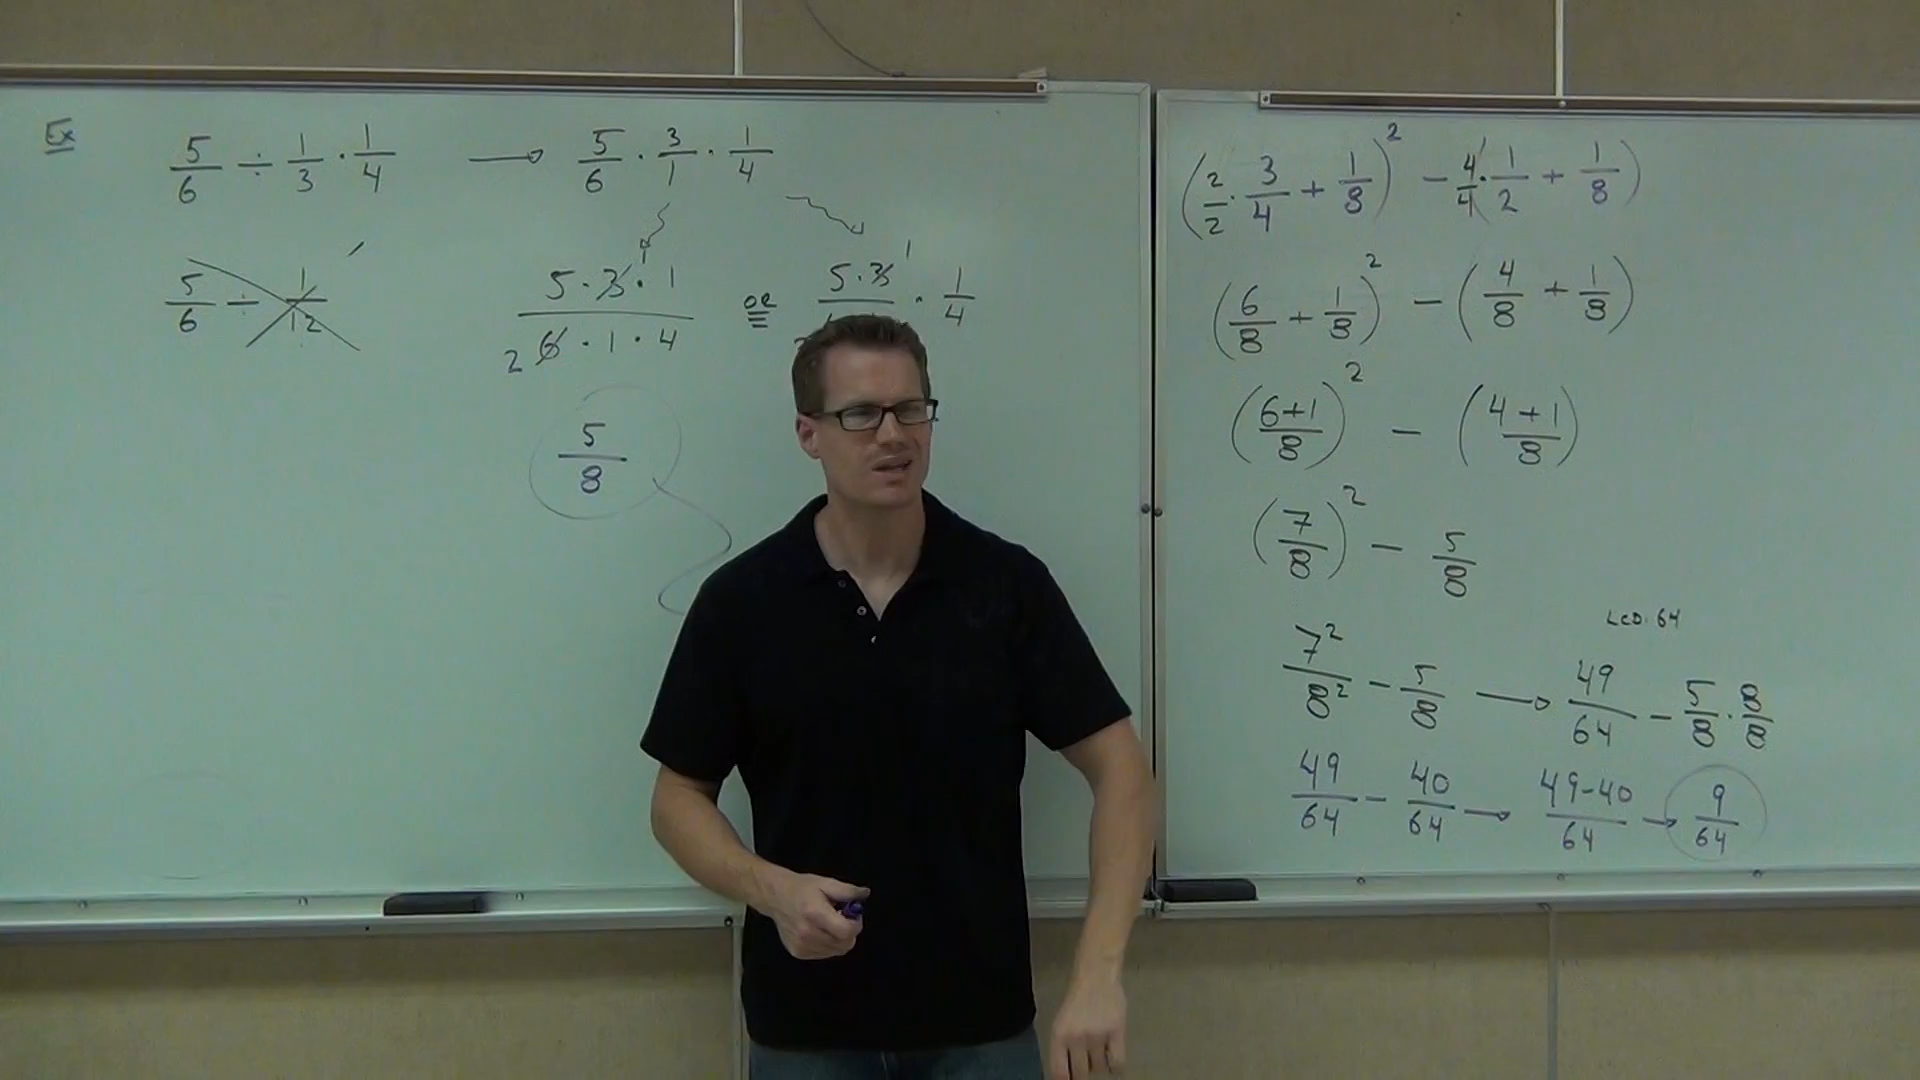 Ex
5/6 ÷ 1/3 · 1/4 → 5/6 · 3/1 · 1/4
5/6 ÷ 1/12
5·3·1 / 6·1·4 or 5·3 · 1/4
1
2
1
5/8
(2/2 · 3/4 + 1/8)² - (4/4 · 1/2 + 1/8)
(6/8 + 1/8)² - (4/8 + 1/8)
((6+1)/8)² - ((4+1)/8)
(7/8)² - 5/8
LCD: 64
7²/8² - 5/8 → 49/64 - 5/8 · 8/8
49/64 - 40/64 → (49-40)/64 → 9/64